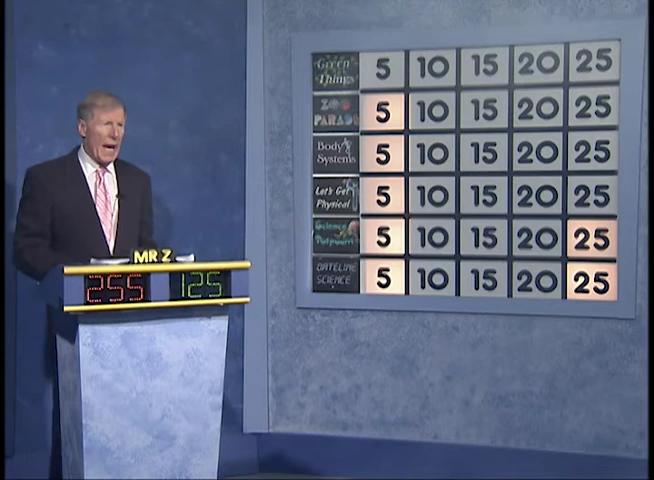 Green Things 5 10 15 20 25
ZOO PARADE 5 10 15 20 25
Body Systems 5 10 15 20 25
Let's Get Physical 5 10 15 20 25
Science Potpourri 5 10 15 20 25
DATELINE SCIENCE 5 10 15 20 25
MR Z
255 125